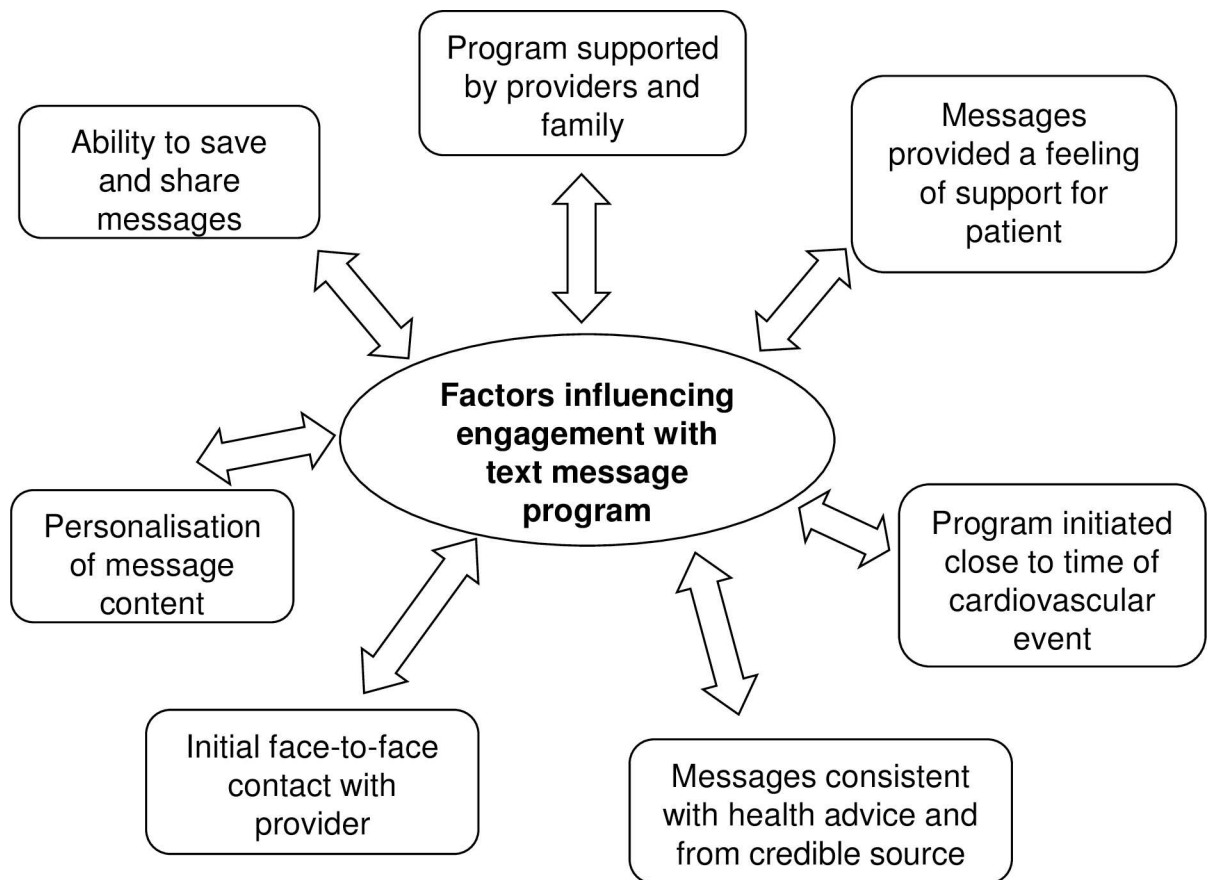 Program supported
by providers and
family
Ability to save
and share
messages
Messages
provided a feeling
of support for
patient
Factors influencing
engagement with
text message
program
Personalisation
of message
content
Program initiated
close to time of
cardiovascular
event
Initial face-to-face
contact with
provider
Messages consistent
with health advice and
from credible source